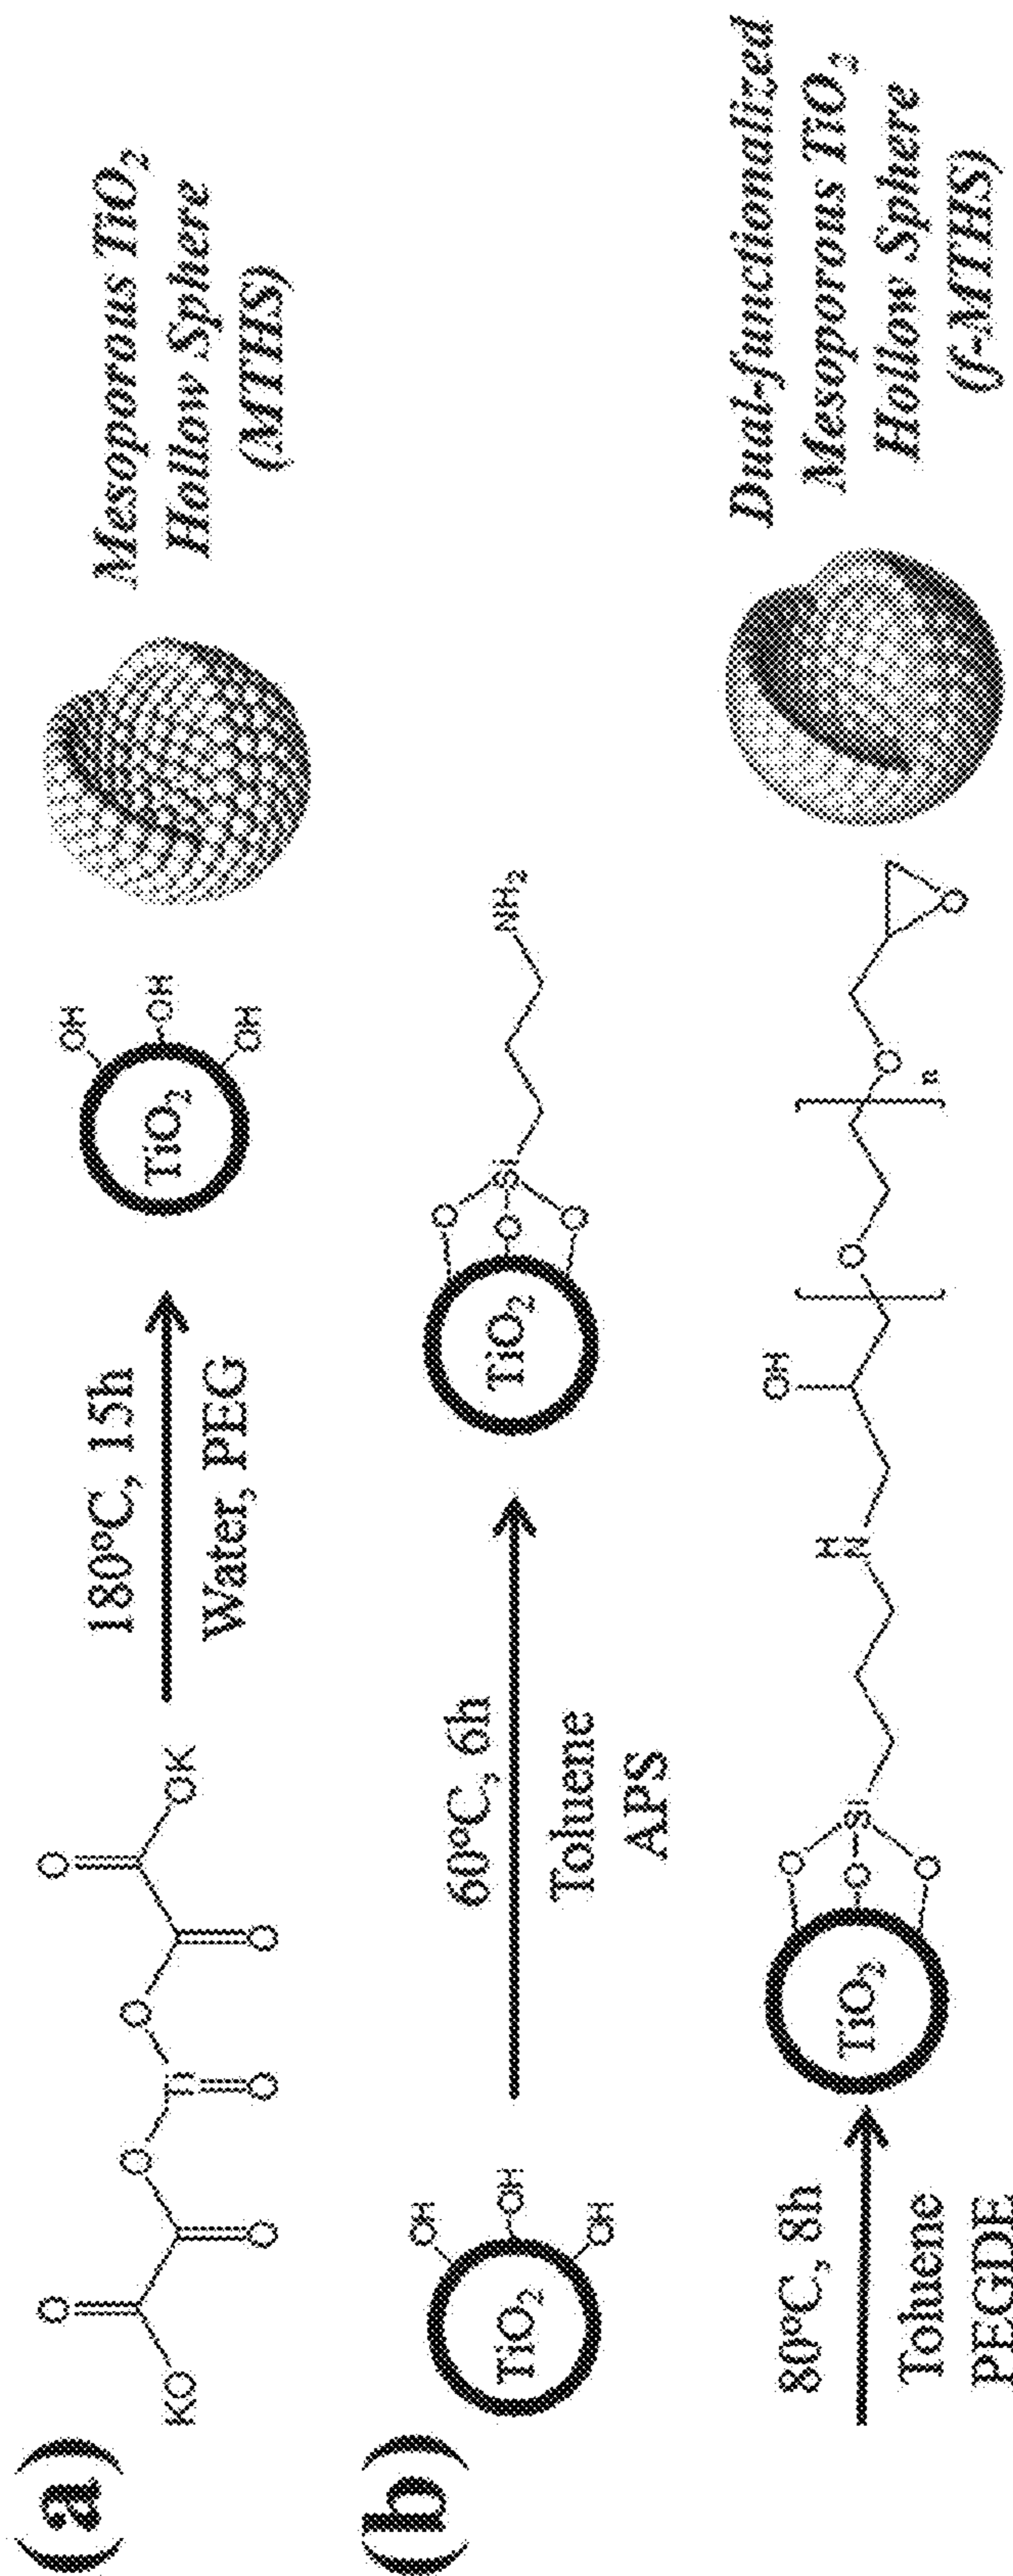 (a)
KO
O
O
O
Ti
O
O
O
O
OK
180°C, 15h
Water, PEG
TiO₂
OH
OH
OH
Mesoporous TiO₂
Hollow Sphere
(MTHS)
(b)
TiO₂
OH
OH
OH
60°C, 6h
Toluene
APS
TiO₂
O
O
O
Si
NH₂
80°C, 8h
Toluene
PEGDE
TiO₂
O
O
O
Si
H
N
OH
O
n
O
O
Dual-functionalized
Mesoporous TiO₂
Hollow Sphere
(f-MTHS)